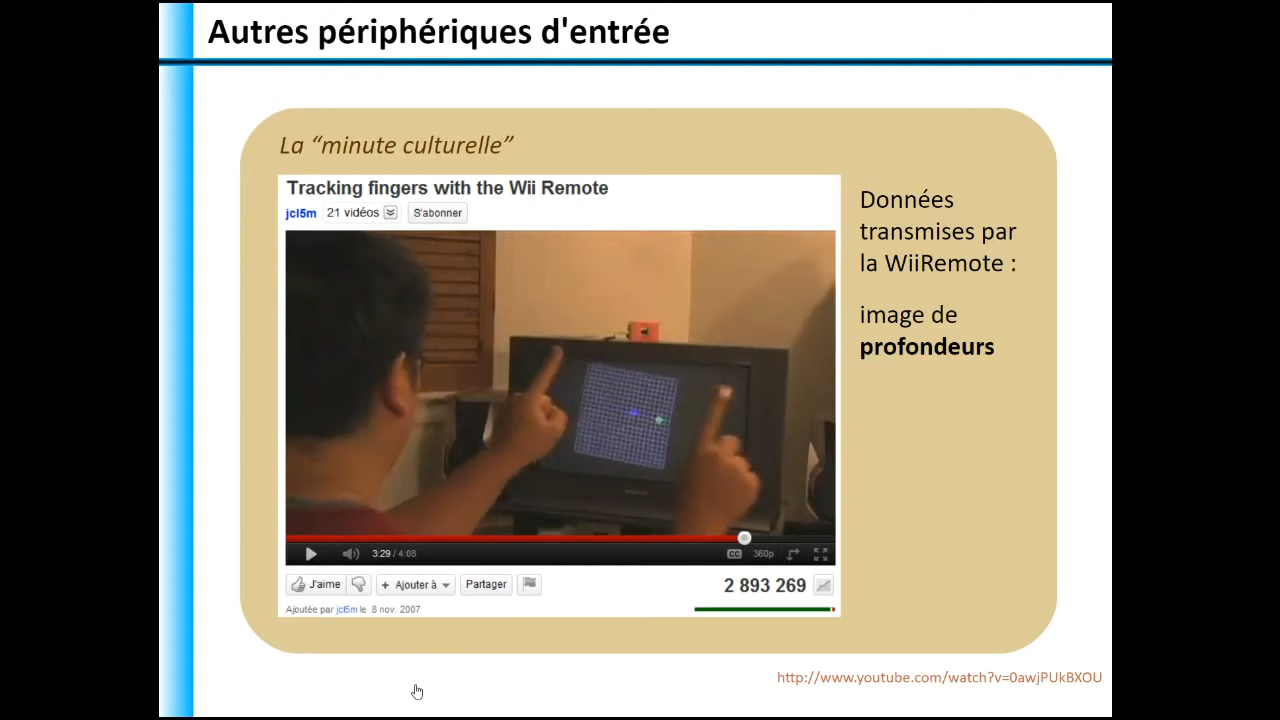 Autres périphériques d'entrée
La “minute culturelle”
Tracking fingers with the Wii Remote
jcl5m 21 vidéos S'abonner
Données
transmises par
la WiiRemote :
image de
profondeurs
3:29 / 4:08 CC 360p
J'aime + Ajouter à Partager 2 893 269
Ajoutée par jcl5m le 8 nov. 2007
http://www.youtube.com/watch?v=0awjPUkBXOU